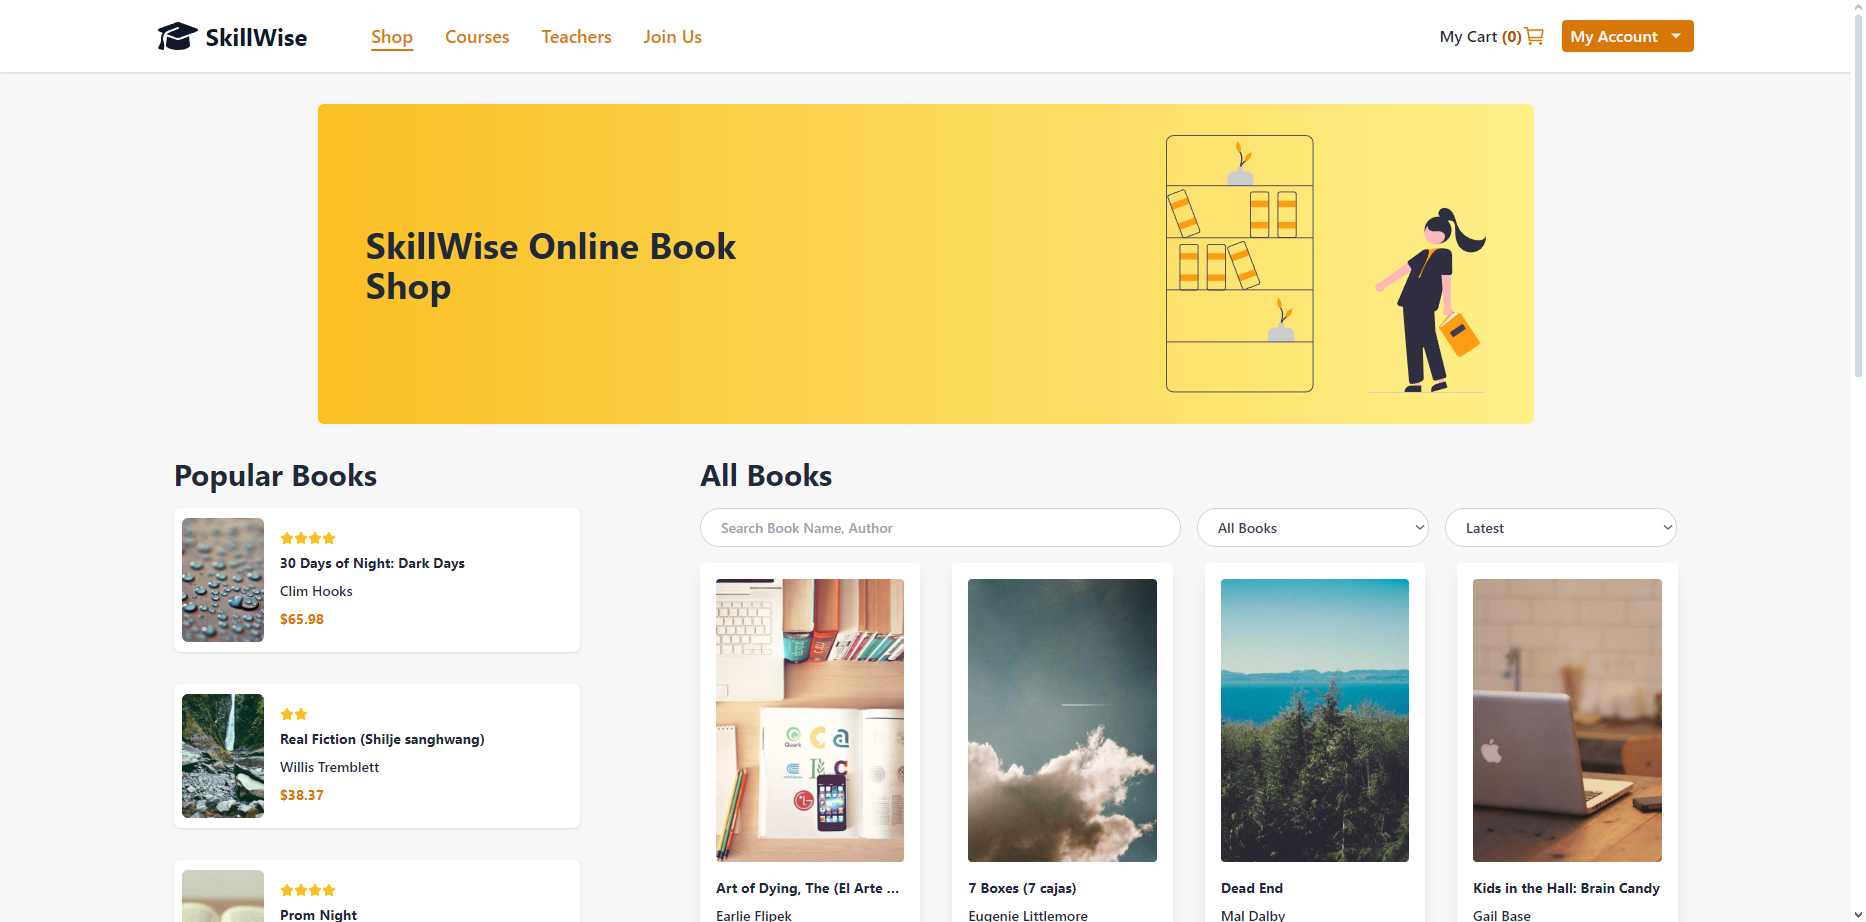 SkillWise
Shop
Courses
Teachers
Join Us
My Cart (0)
My Account
SkillWise Online Book
Shop
Popular Books
30 Days of Night: Dark Days
Clim Hooks
$65.98
Real Fiction (Shilje sanghwang)
Willis Tremblett
$38.37
Prom Night
All Books
Search Book Name, Author
All Books
Latest
Quark
Art of Dying, The (El Arte ...
Earlie Flipek
7 Boxes (7 cajas)
Eugenie Littlemore
Dead End
Mal Dalby
Kids in the Hall: Brain Candy
Gail Base